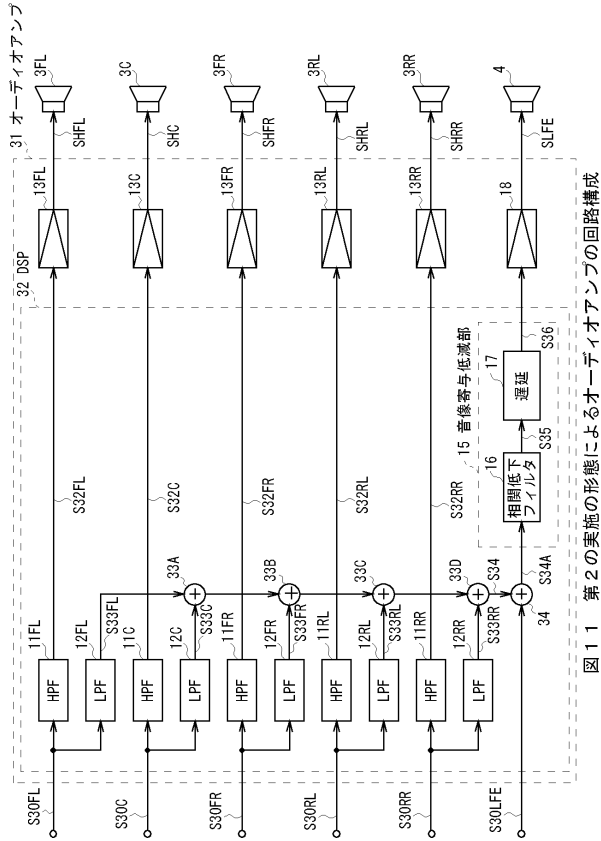 31 オーディオアンプ
32 DSP
S30FL
11FL
HPF
S32FL
13FL
SHFL
3FL
12FL
LPF
S33FL
S30C
11C
HPF
S32C
13C
SHC
3C
33A
12C
LPF
S33C
S30FR
11FR
HPF
S32FR
13FR
SHFR
3FR
33B
12FR
LPF
S33FR
S30RL
11RL
HPF
S32RL
13RL
SHRL
3RL
33C
12RL
LPF
S33RL
S30RR
11RR
HPF
S32RR
13RR
SHRR
3RR
33D
12RR
LPF
S33RR
S34
15 音像寄与低減部
S30LFE
34
S34A
16
相関低下
フィルタ
S35
17
遅延
S36
18
SLFE
4
図11 第2の実施の形態によるオーディオアンプの回路構成